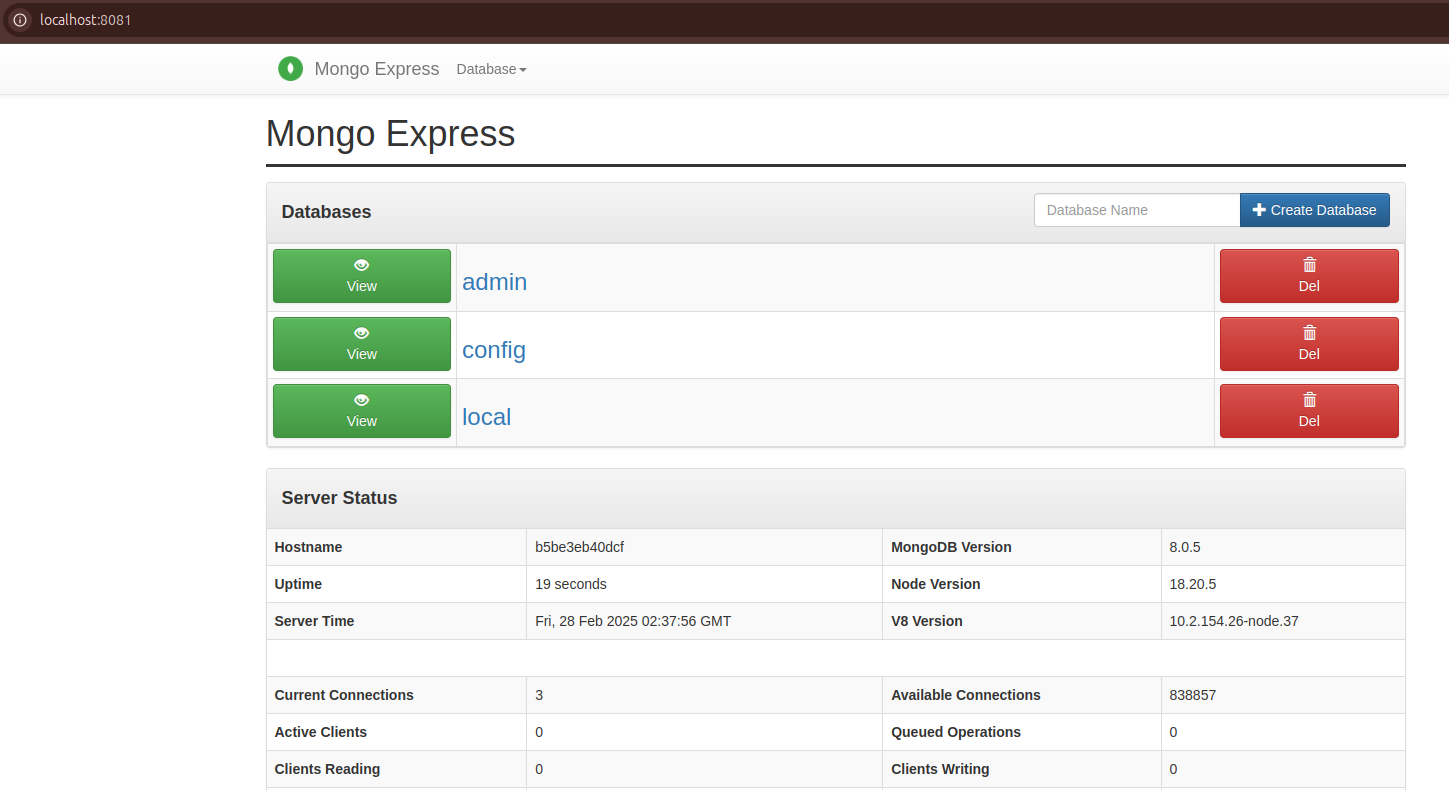 localhost:8081
Mongo Express Database
Mongo Express
Databases Database Name Create Database
View admin Del
View config Del
View local Del
Server Status
Hostname b5be3eb40dcf MongoDB Version 8.0.5
Uptime 19 seconds Node Version 18.20.5
Server Time Fri, 28 Feb 2025 02:37:56 GMT V8 Version 10.2.154.26-node.37
Current Connections 3 Available Connections 838857
Active Clients 0 Queued Operations 0
Clients Reading 0 Clients Writing 0